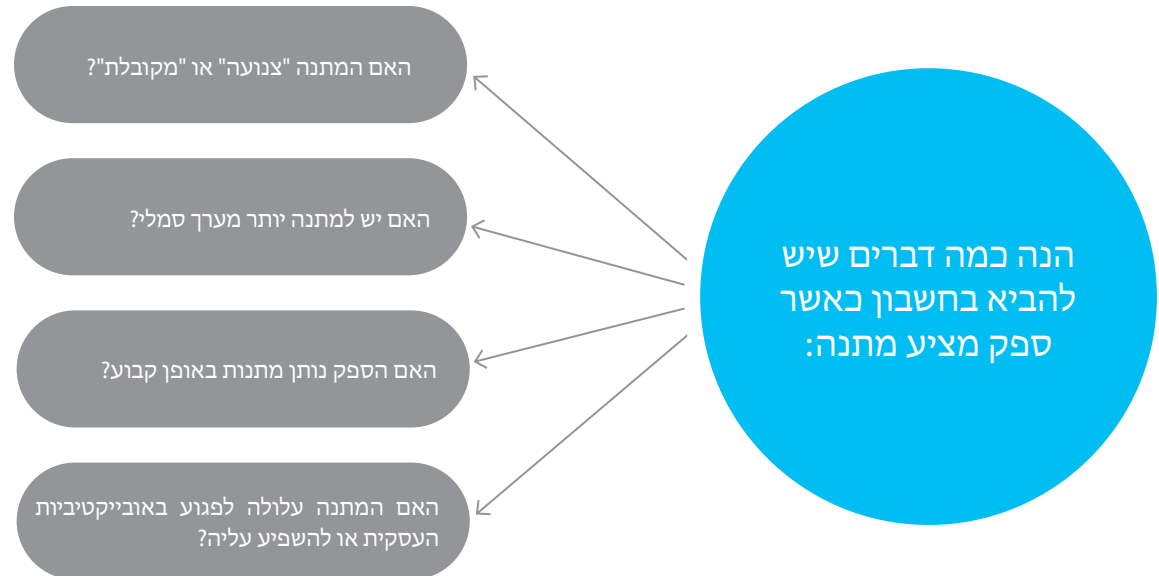 הנה כמה דברים שיש
להביא בחשבון כאשר
ספק מציע מתנה:
האם המתנה "צנועה" או "מקובלת"?
האם יש למתנה יותר מערך סמלי?
האם הספק נותן מתנות באופן קבוע?
האם המתנה עלולה לפגוע באובייקטיביות
העסקית או להשפיע עליה?